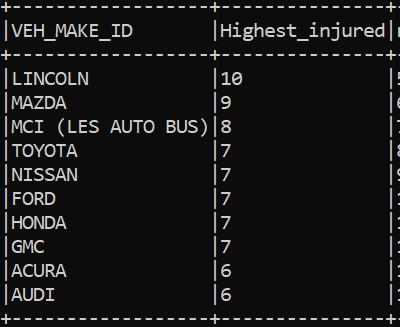 +------------------+---------------+
|VEH_MAKE_ID       |Highest_injured|
+------------------+---------------+
|LINCOLN           |10             |
|MAZDA             |9              |
|MCI (LES AUTO BUS)|8              |
|TOYOTA            |7              |
|NISSAN            |7              |
|FORD              |7              |
|HONDA             |7              |
|GMC               |7              |
|ACURA             |6              |
|AUDI              |6              |
+------------------+---------------+